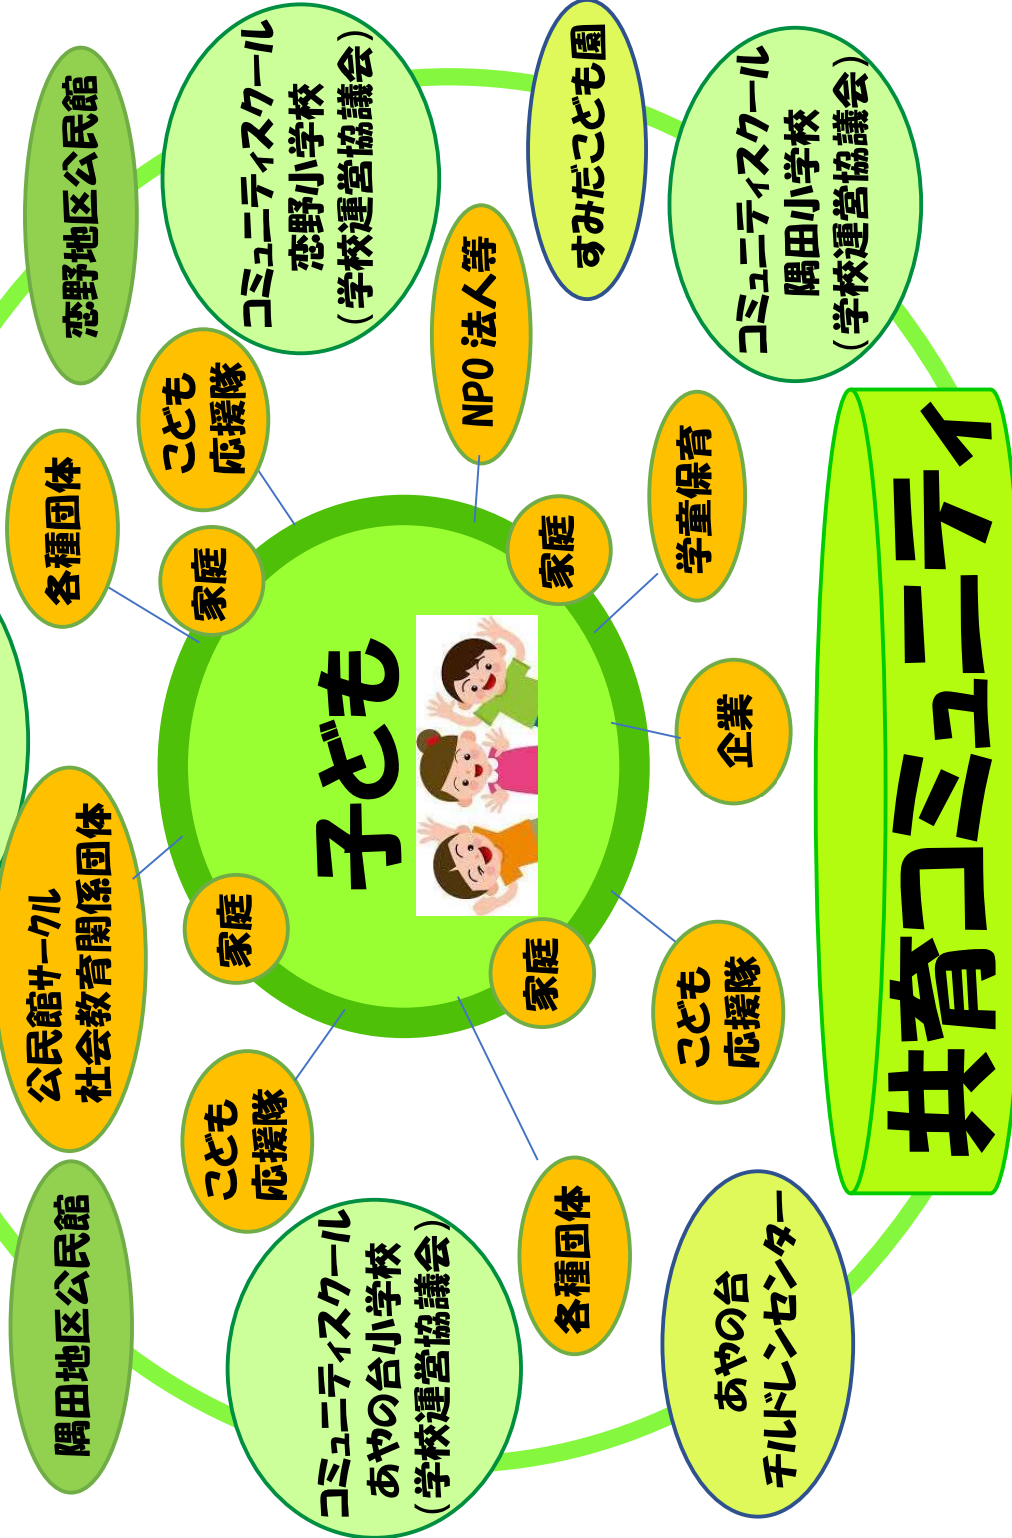 公民館サークル
社会教育関係団体
各種団体
隅田地区公民館
恋野地区公民館
こども
応援隊
家庭
家庭
コミュニティスクール
恋野小学校
(学校運営協議会)
こども
応援隊
子ども
NPO 法人等
すみだこども園
コミュニティスクール
あやの台小学校
(学校運営協議会)
家庭
家庭
各種団体
学童保育
企業
こども
応援隊
コミュニティスクール
隅田小学校
(学校運営協議会)
あやの台
チルドレンセンター
共育コミュニティ